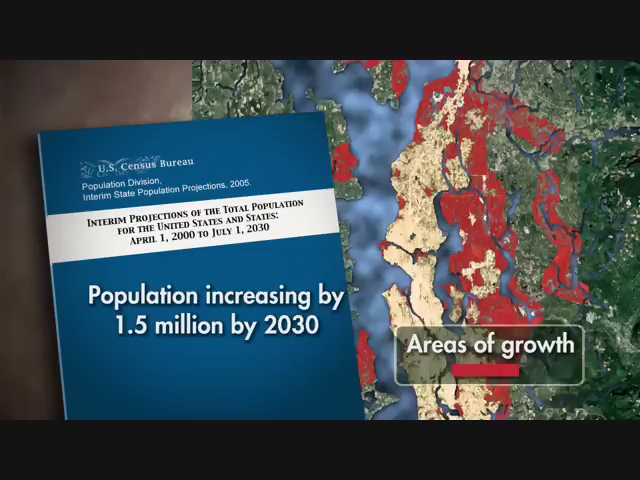 U.S. Census Bureau
Population Division,
Interim State Population Projections, 2005.
Interim Projections of the Total Population
for the United States and States:
April 1, 2000 to July 1, 2030
Population increasing by
1.5 million by 2030
Areas of growth